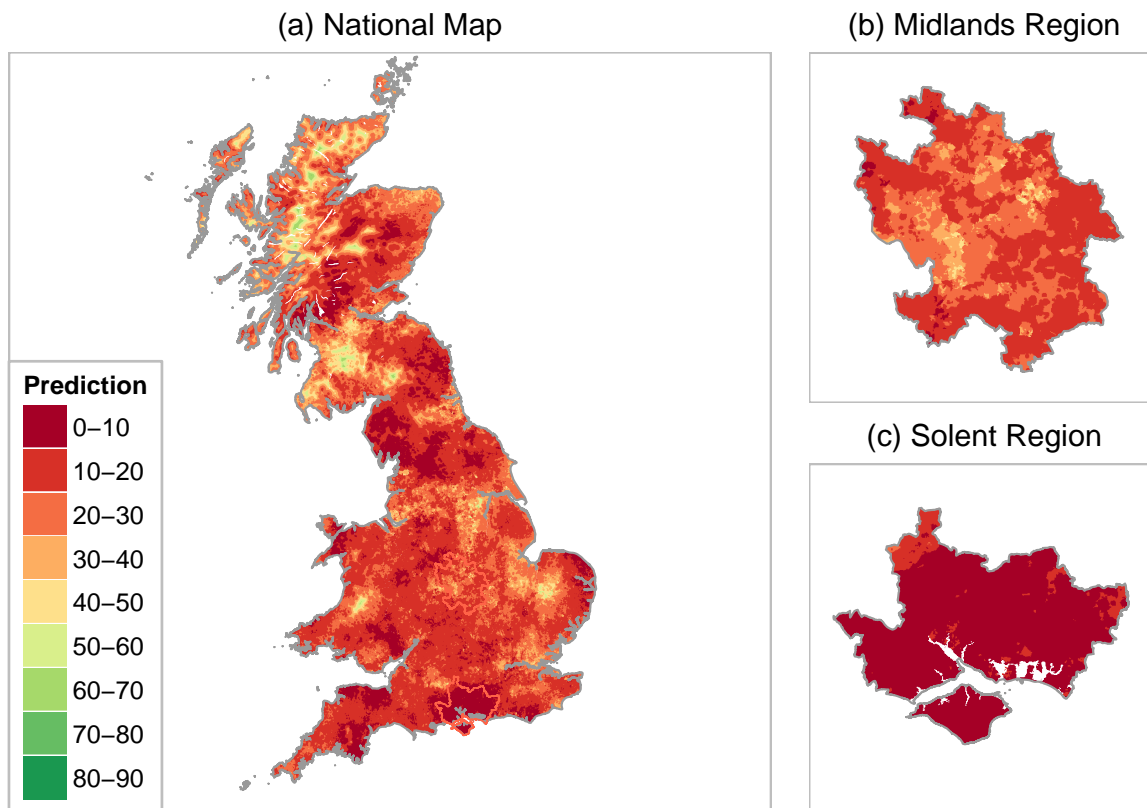 (a) National Map
(b) Midlands Region
(c) Solent Region
Prediction
0−10
10−20
20−30
30−40
40−50
50−60
60−70
70−80
80−90